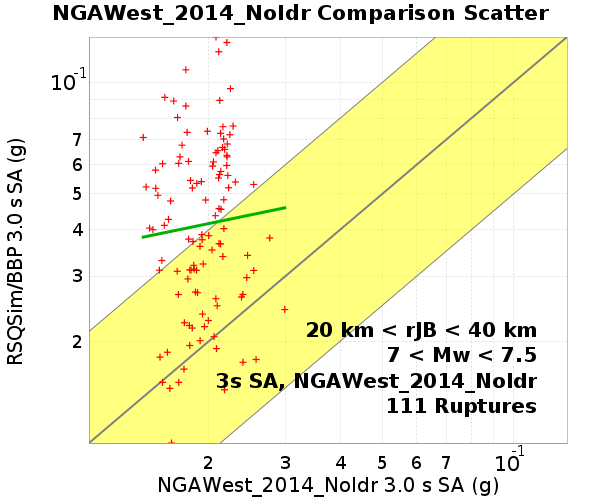 NGAWest_2014_NoIdr Comparison Scatter
RSQSim/BBP 3.0 s SA (g)
10⁻¹
7
6
5
4
3
2
20 km < rJB < 40 km
7 < Mw < 7.5
3s SA, NGAWest_2014_NoIdr
111 Ruptures
2 3 4 5 6 7 10⁻¹
NGAWest_2014_NoIdr 3.0 s SA (g)